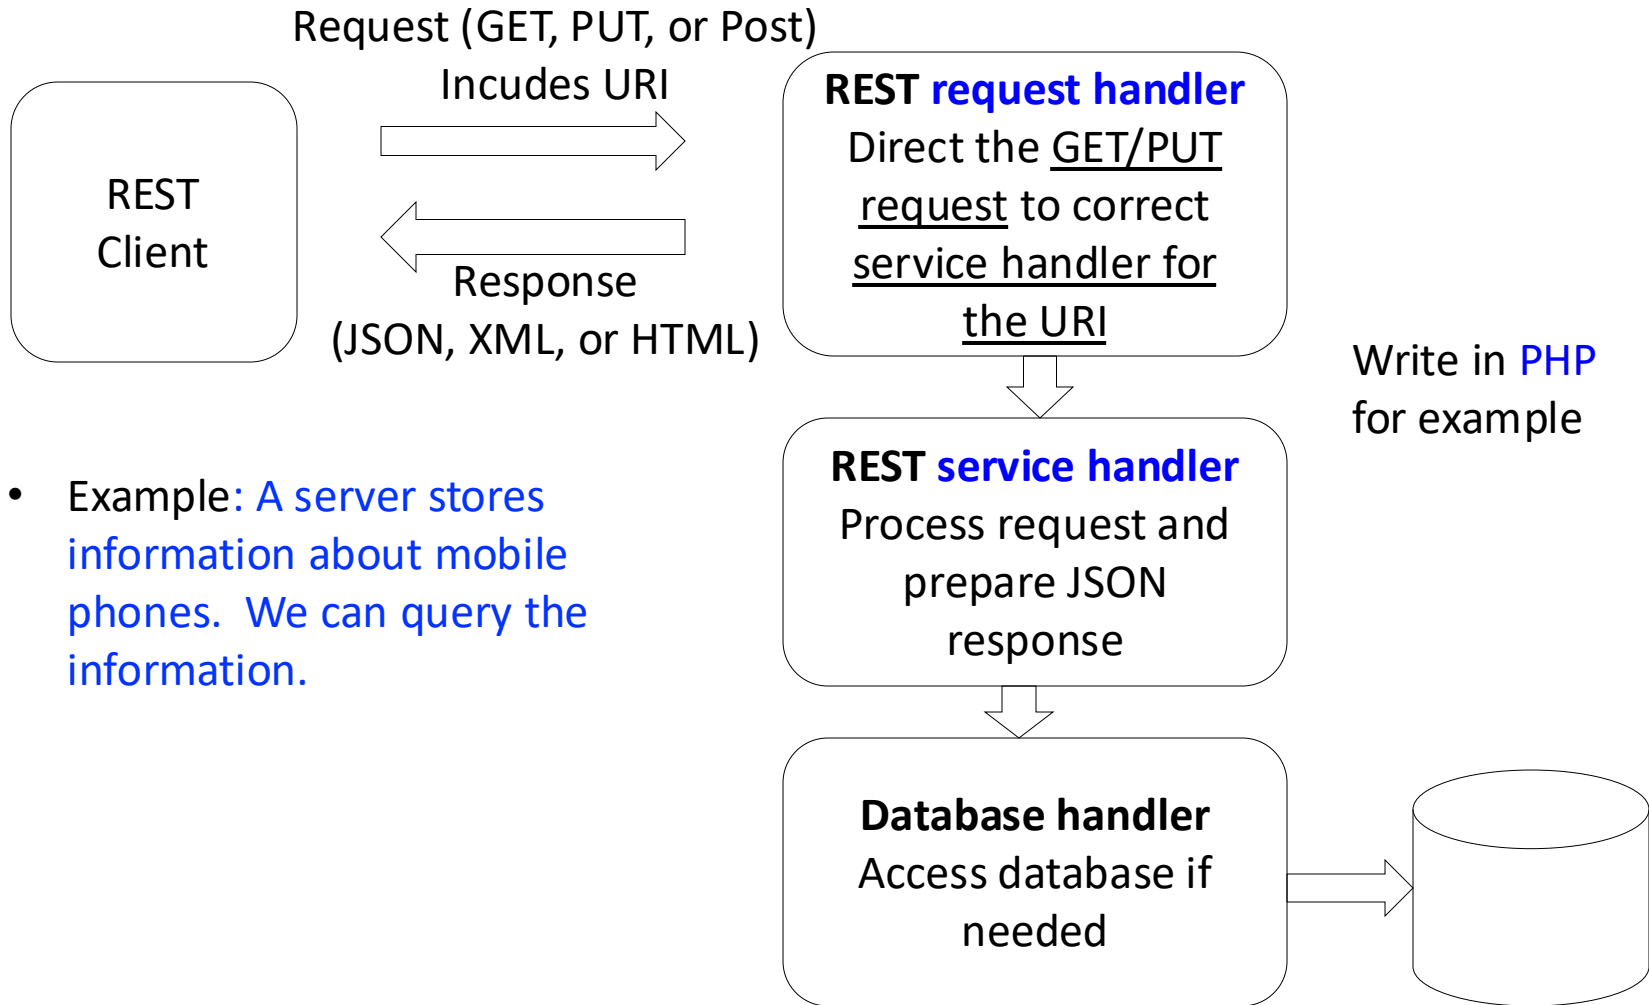 Request (GET, PUT, or Post)
Incudes URI
REST
Client
Response
(JSON, XML, or HTML)
REST request handler
Direct the GET/PUT
request to correct
service handler for
the URI
Write in PHP
for example
REST service handler
Process request and
prepare JSON
response
• Example: A server stores
information about mobile
phones. We can query the
information.
Database handler
Access database if
needed